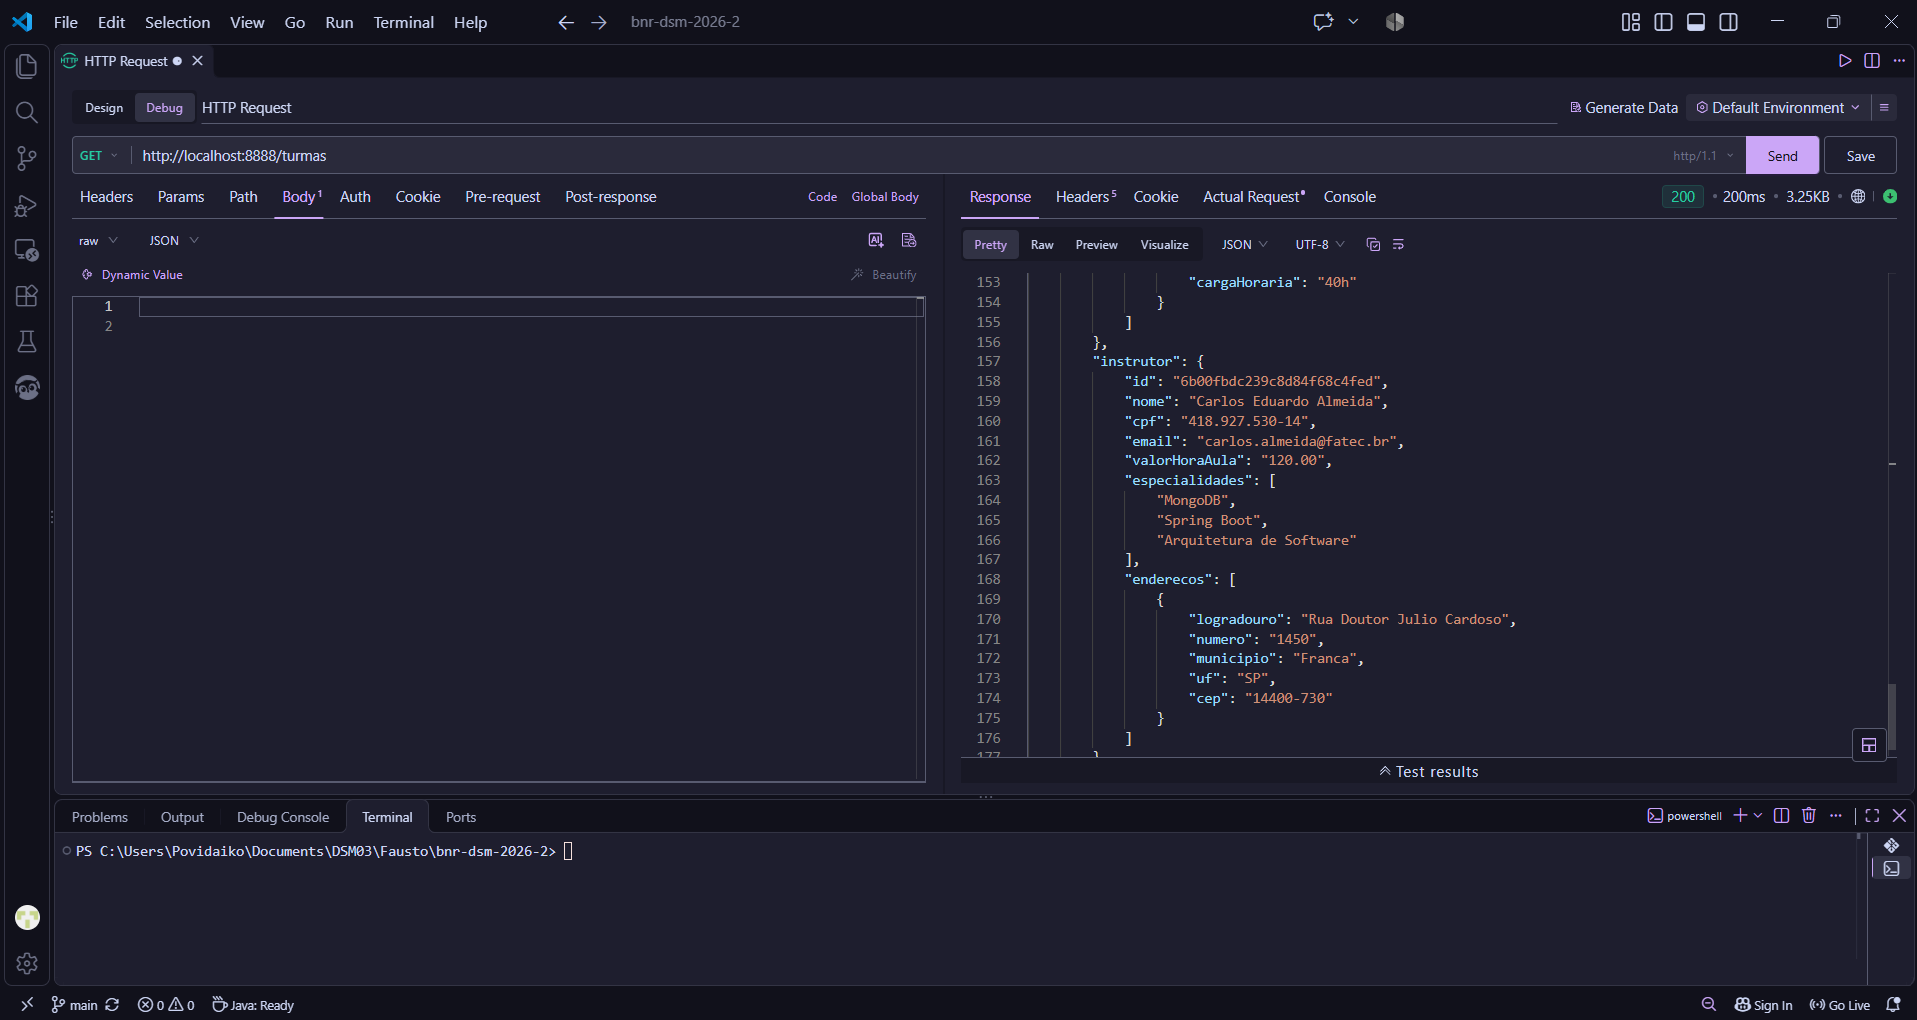 File Edit Selection View Go Run Terminal Help bnr-dsm-2026-2
HTTP HTTP Request
Design Debug HTTP Request Generate Data Default Environment
GET http://localhost:8888/turmas http/1.1 Send Save
Headers Params Path Body 1 Auth Cookie Pre-request Post-response Code Global Body
raw JSON AI
Dynamic Value Beautify
1
2
Response Headers 5 Cookie Actual Request Console 200 200ms 3.25KB
Pretty Raw Preview Visualize JSON UTF-8
153 "cargaHoraria": "40h"
154 }
155 ]
156 },
157 "instrutor": {
158 "id": "6b00fbdc239c8d84f68c4fed",
159 "nome": "Carlos Eduardo Almeida",
160 "cpf": "418.927.530-14",
161 "email": "carlos.almeida@fatec.br",
162 "valorHoraAula": "120.00",
163 "especialidades": [
164 "MongoDB",
165 "Spring Boot",
166 "Arquitetura de Software"
167 ],
168 "enderecos": [
169 {
170 "logradouro": "Rua Doutor Julio Cardoso",
171 "numero": "1450",
172 "municipio": "Franca",
173 "uf": "SP",
174 "cep": "14400-730"
175 }
176 ]
177 }
Test results
Problems Output Debug Console Terminal Ports powershell
PS C:\Users\Povidaiko\Documents\DSM03\Fausto\bnr-dsm-2026-2>
main 0 0 Java: Ready Sign In Go Live